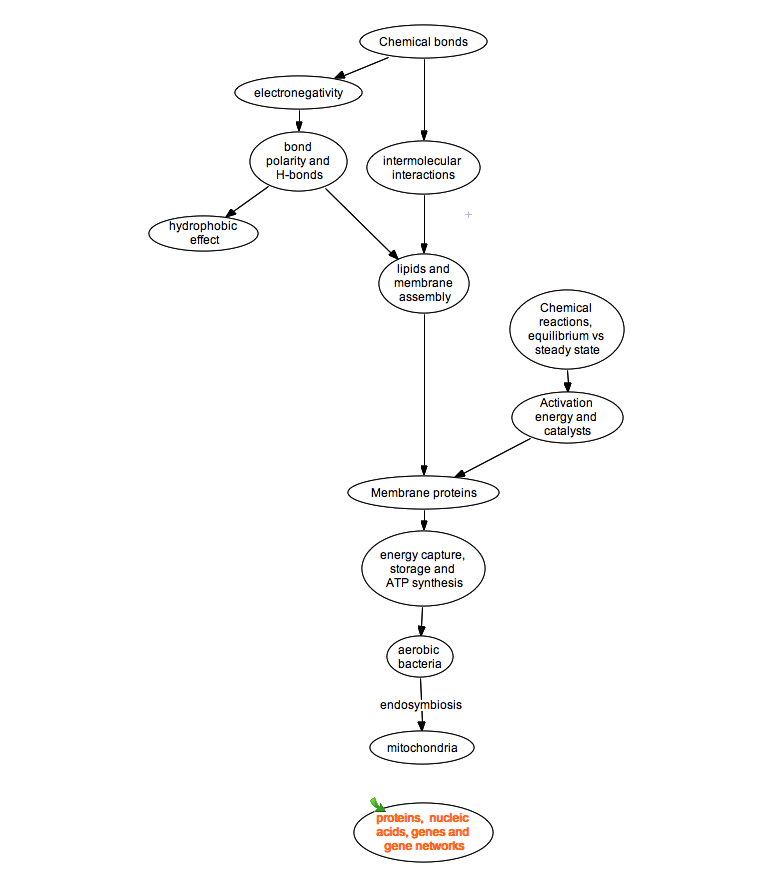 Chemical bonds
electronegativity
bond
polarity and
H-bonds
intermolecular
interactions
hydrophobic
effect
lipids and
membrane
assembly
Chemical
reactions,
equilibrium vs
steady state
Activation
energy and
catalysts
Membrane proteins
energy capture,
storage and
ATP synthesis
aerobic
bacteria
endosymbiosis
mitochondria
proteins, nucleic
acids, genes and
gene networks